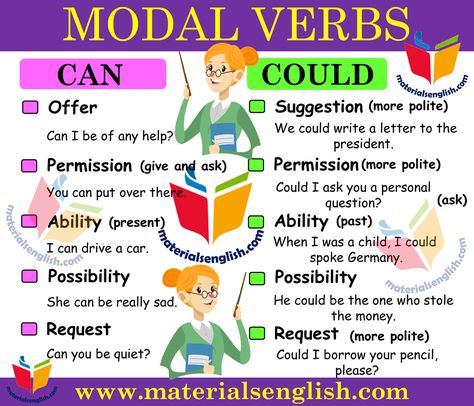 MODAL VERBS
materialsenglish.com
CAN
COULD
Offer
Can I be of any help?
Suggestion (more polite)
We could write a letter to the
president.
Permission (give and ask)
You can put over there.
Permission (more polite)
Could I ask you a personal
question?
(ask)
Ability (present)
I can drive a car.
Ability (past)
When I was a child, I could
spoke Germany.
materialsenglish.com
materialsenglish.com
materialsenglish.com
Possibility
She can be really sad.
Possibility
He could be the one who stole
the money.
Request
Can you be quiet?
Request (more polite)
Could I borrow your pencil,
please?
materialsenglish.com
www.materialsenglish.com